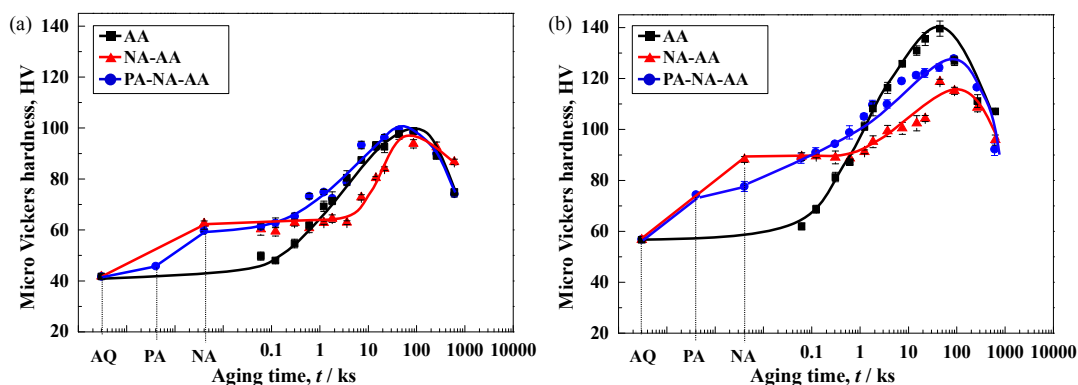 (a)
AA
NA-AA
PA-NA-AA
Micro Vickers hardness, HV
140
120
100
80
60
40
20
AQ PA NA 0.1 1 10 100 1000 10000
Aging time, t / ks
(b)
AA
NA-AA
PA-NA-AA
Micro Vickers hardness, HV
140
120
100
80
60
40
20
AQ PA NA 0.1 1 10 100 1000 10000
Aging time, t / ks